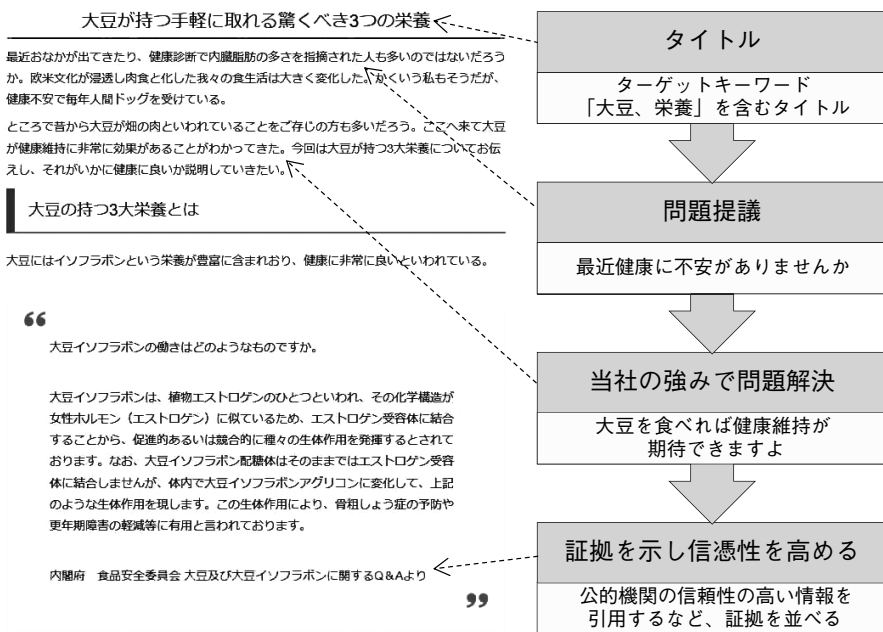 大豆が持つ手軽に取れる驚くべき3つの栄養
最近おなかが出てきたり、健康診断で内臓脂肪の多さを指摘された人も多いのではないだろう
か。欧米文化が浸透し肉食と化した我々の食生活は大きく変化した。かくいう私もそうだが、
健康不安で毎年人間ドッグを受けている。
ところで昔から大豆が畑の肉といわれていることをご存じの方も多いだろう。ここへ来て大豆
が健康維持に非常に効果があることがわかってきた。今回は大豆が持つ3大栄養についてお伝
えし、それがいかに健康に良いか説明していきたい。
大豆の持つ3大栄養とは
大豆にはイソフラボンという栄養が豊富に含まれおり、健康に非常に良いといわれている。
“
大豆イソフラボンの働きはどのようなものですか。
大豆イソフラボンは、植物エストロゲンのひとつといわれ、その化学構造が
女性ホルモン（エストロゲン）に似ているため、エストロゲン受容体に結合
することから、促進的あるいは競合的に種々の生体作用を発揮するとされて
おります。なお、大豆イソフラボン配糖体はそのままではエストロゲン受容
体に結合しませんが、体内で大豆イソフラボンアグリコンに変化して、上記
のような生体作用を現します。この生体作用により、骨粗しょう症の予防や
更年期障害の軽減等に有用と言われております。
内閣府　食品安全委員会 大豆及び大豆イソフラボンに関するQ&Aより
”
タイトル
ターゲットキーワード
「大豆、栄養」を含むタイトル
問題提議
最近健康に不安がありませんか
当社の強みで問題解決
大豆を食べれば健康維持が
期待できますよ
証拠を示し信憑性を高める
公的機関の信頼性の高い情報を
引用するなど、証拠を並べる